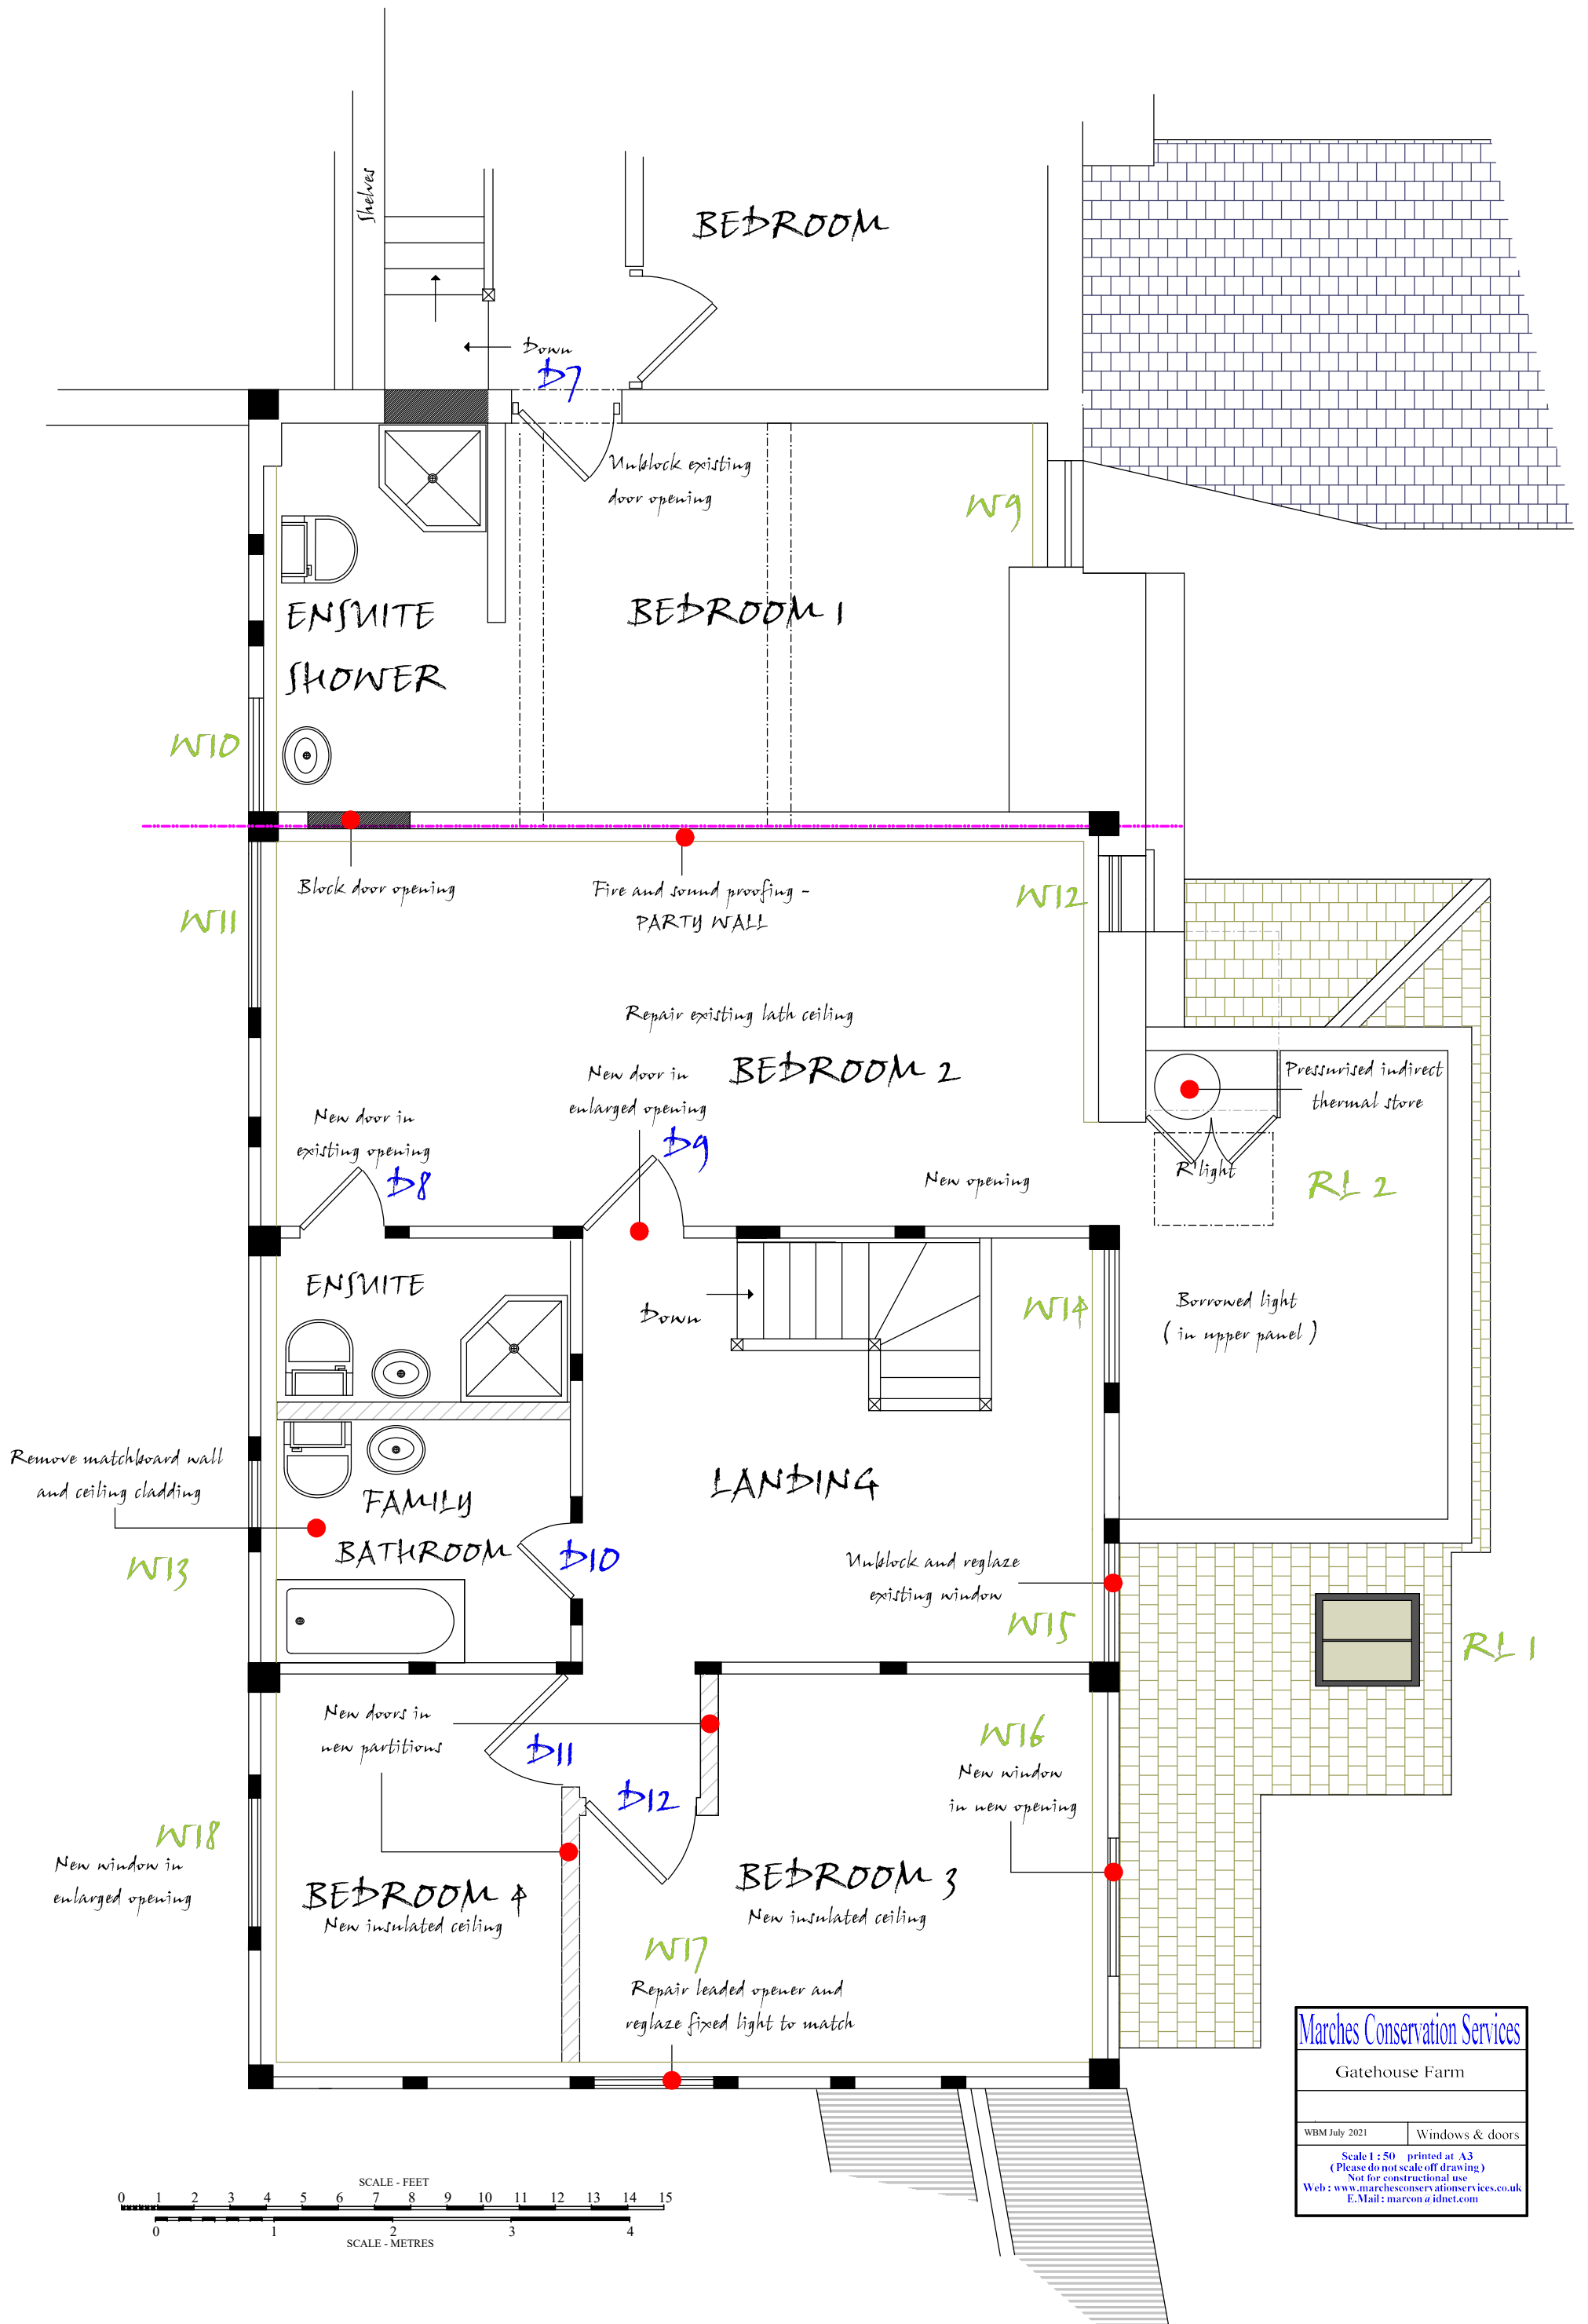 Shelves
BEDROOM
Down
D7
Unblock existing
door opening
W9
ENSUITE
SHOWER
BEDROOM 1
W10
Block door opening
Fire and sound proofing -
PARTY WALL
W11
W12
Repair existing lath ceiling
BEDROOM 2
New door in
enlarged opening
D9
New door in
existing opening
D8
New opening
Pressurised indirect
thermal store
R'light
RL 2
ENSUITE
Down
W14
Borrowed light
( in upper panel )
Remove matchboard wall
and ceiling cladding
FAMILY
BATHROOM
LANDING
W13
D10
Unblock and reglaze
existing window
W15
RL 1
New doors in
new partitions
D11
D12
W16
New window
in new opening
W18
New window in
enlarged opening
BEDROOM 4
New insulated ceiling
BEDROOM 3
New insulated ceiling
W17
Repair leaded opener and
reglaze fixed light to match
Marches Conservation Services
Gatehouse Farm
WBM July 2021
Windows & doors
Scale 1 : 50 printed at A3
( Please do not scale off drawing )
Not for constructional use
Web : www.marchesconservationservices.co.uk
E.Mail : marcon@idnet.com
SCALE - FEET
0 1 2 3 4 5 6 7 8 9 10 11 12 13 14 15
0 1 2 3 4
SCALE - METRES